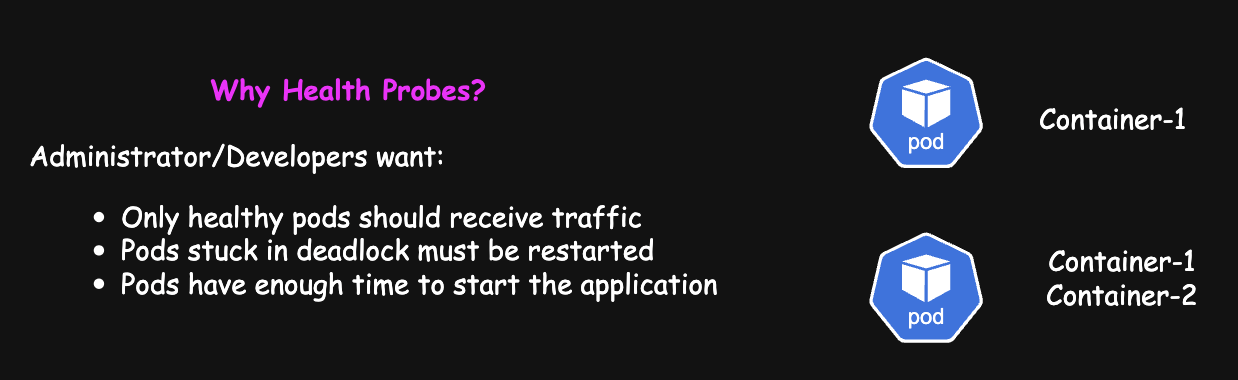 Why Health Probes?
Administrator/Developers want:
• Only healthy pods should receive traffic
• Pods stuck in deadlock must be restarted
• Pods have enough time to start the application
pod
Container-1
pod
Container-1
Container-2